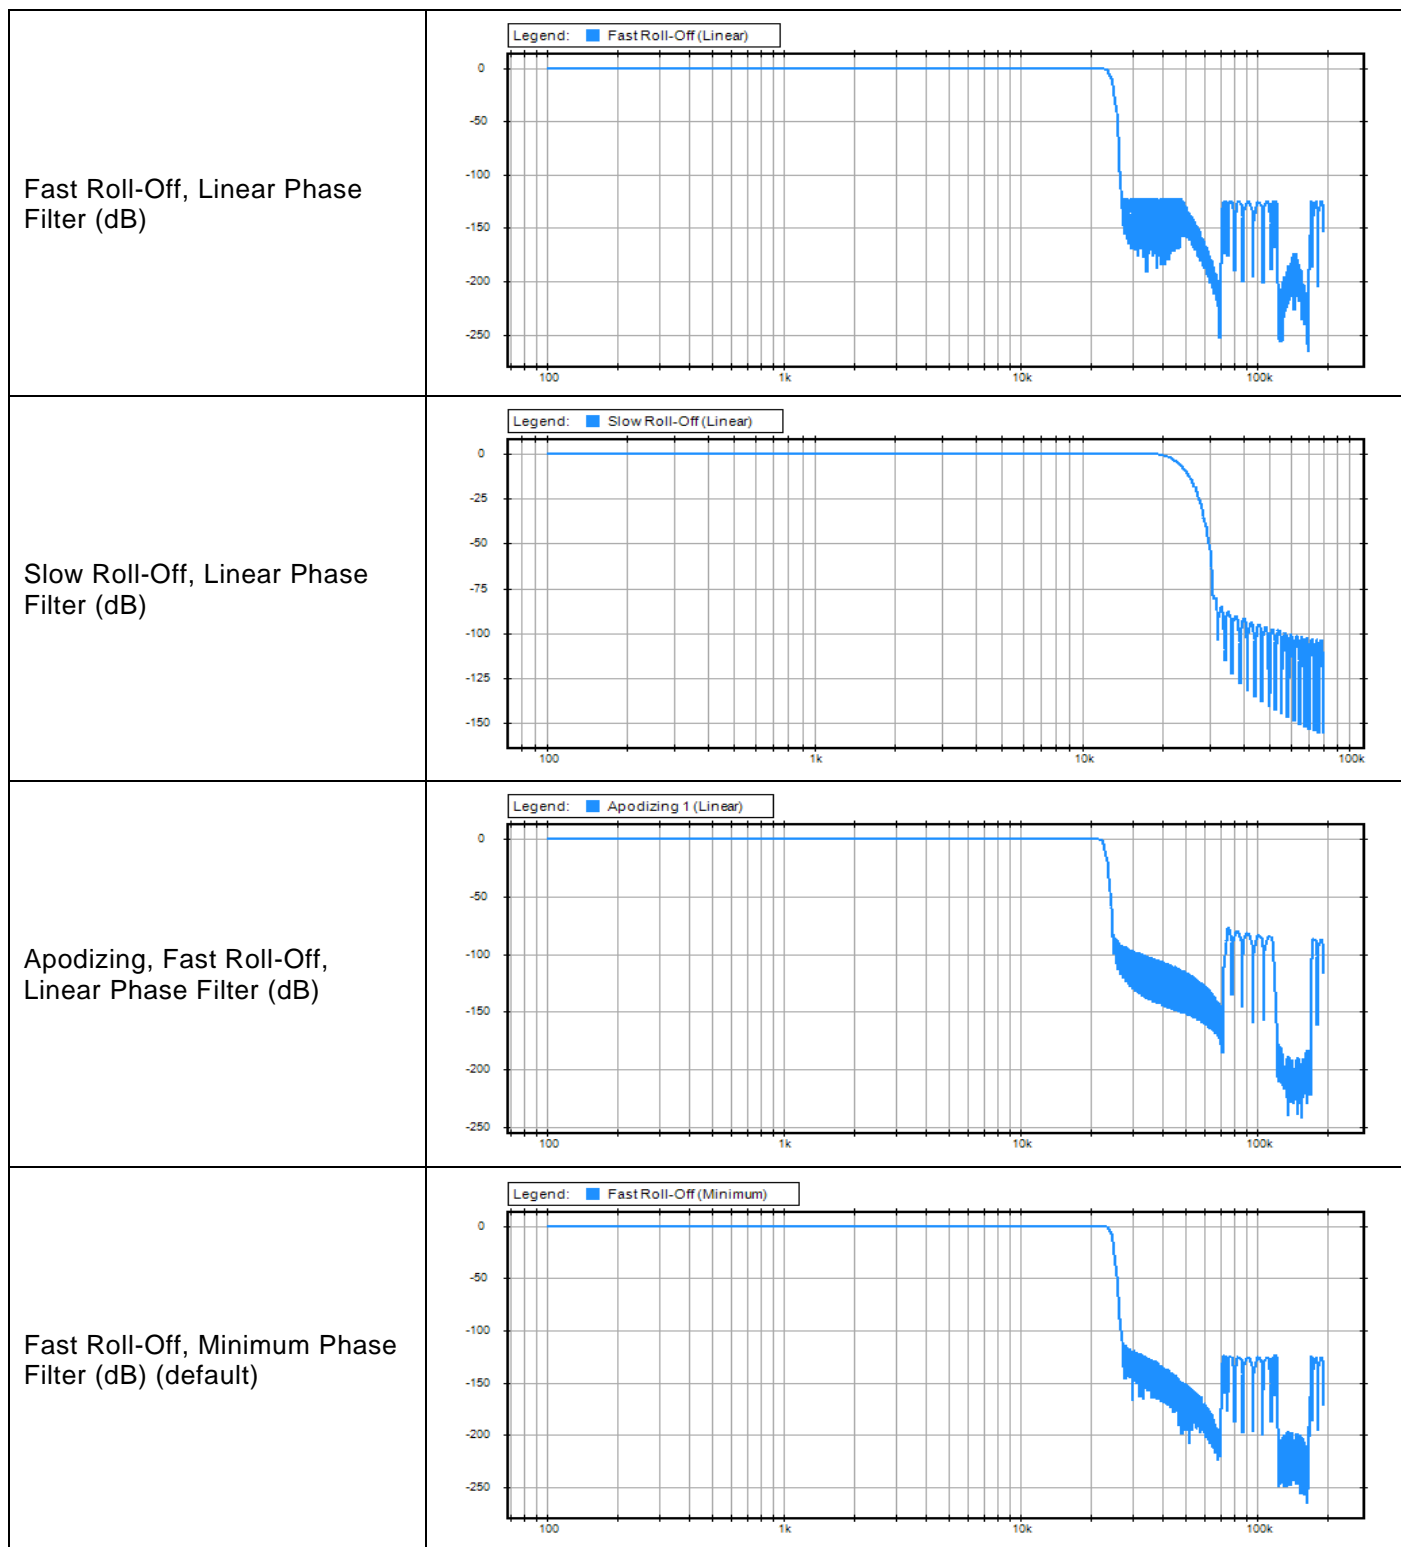 Legend: Fast Roll-Off (Linear)
Fast Roll-Off, Linear Phase
Filter (dB)
0
-50
-100
-150
-200
-250
100 1k 10k 100k
Legend: Slow Roll-Off (Linear)
Slow Roll-Off, Linear Phase
Filter (dB)
0
-25
-50
-75
-100
-125
-150
100 1k 10k 100k
Legend: Apodizing 1 (Linear)
Apodizing, Fast Roll-Off,
Linear Phase Filter (dB)
0
-50
-100
-150
-200
-250
100 1k 10k 100k
Legend: Fast Roll-Off (Minimum)
Fast Roll-Off, Minimum Phase
Filter (dB) (default)
0
-50
-100
-150
-200
-250
100 1k 10k 100k